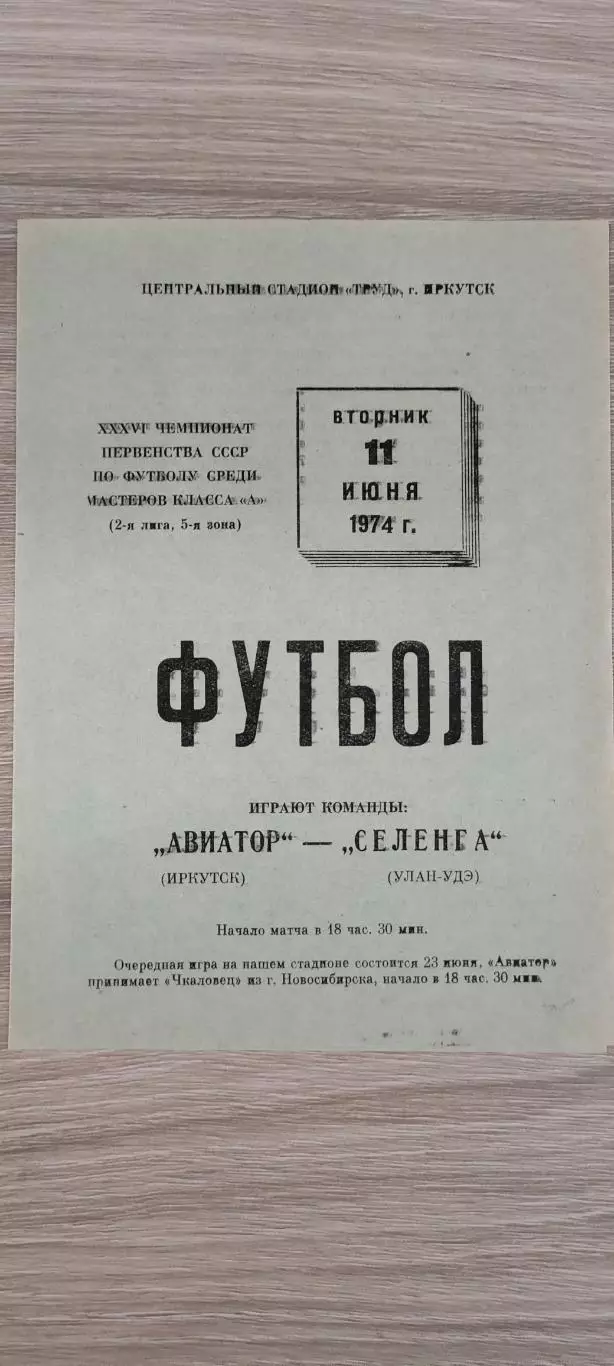 ЦЕНТРАЛЬНЫЙ СТАДИОН «ТРУД», г. ИРКУТСК
XXXVI ЧЕМПИОНАТ
ПЕРВЕНСТВА СССР
ПО ФУТБОЛУ СРЕДИ
МАСТЕРОВ КЛАССА «А»
(2-я лига, 5-я зона)
ВТОРНИК
11
ИЮНЯ
1974 г.
ФУТБОЛ
ИГРАЮТ КОМАНДЫ:
„АВИАТОР“ — „СЕЛЕНГА“
(ИРКУТСК) (УЛАН-УДЭ)
Начало матча в 18 час. 30 мин.
Очередная игра на нашем стадионе состоится 23 июня, «Авиатор»
принимает «Чкаловец» из г. Новосибирска, начало в 18 час. 30 мин.